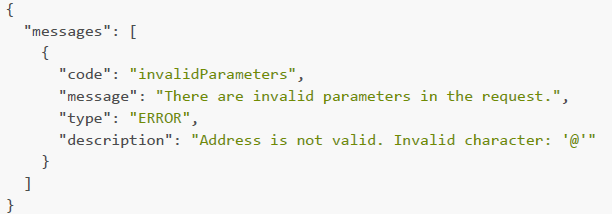 {
  "messages": [
    {
      "code": "invalidParameters",
      "message": "There are invalid parameters in the request.",
      "type": "ERROR",
      "description": "Address is not valid. Invalid character: '@'"
    }
  ]
}